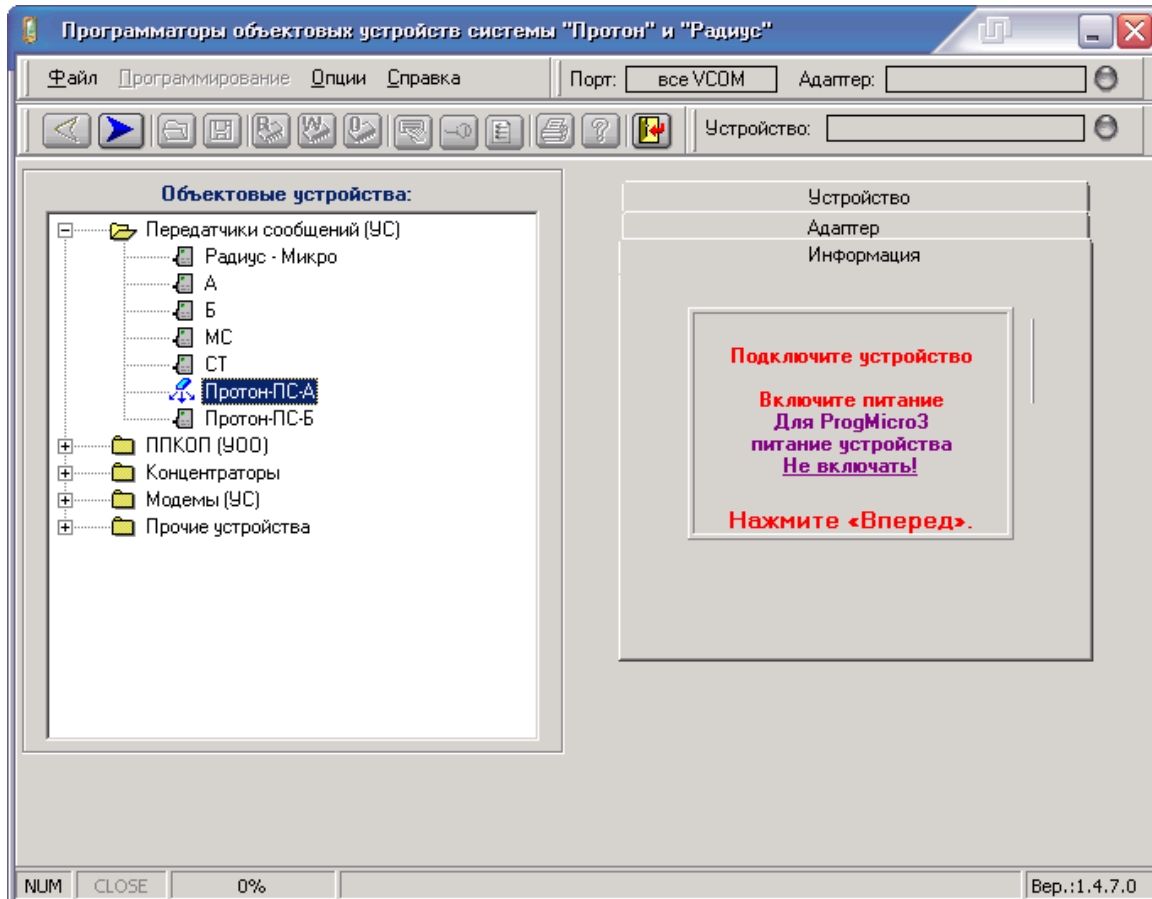 Программаторы объектовых устройств системы "Протон" и "Радиус"
Файл Программирование Опции Справка Порт: все VCOM Адаптер:
R W O Устройство:
Объектовые устройства:
Передатчики сообщений (УС)
Радиус - Микро
А
Б
МС
СТ
Протон-ПС-А
Протон-ПС-Б
ППКОП (УОО)
Концентраторы
Модемы (УС)
Прочие устройства
Устройство
Адаптер
Информация
Подключите устройство
Включите питание
Для ProgMicro3
питание устройства
Не включать!
Нажмите «Вперед».
NUM CLOSE 0% Вер.:1.4.7.0